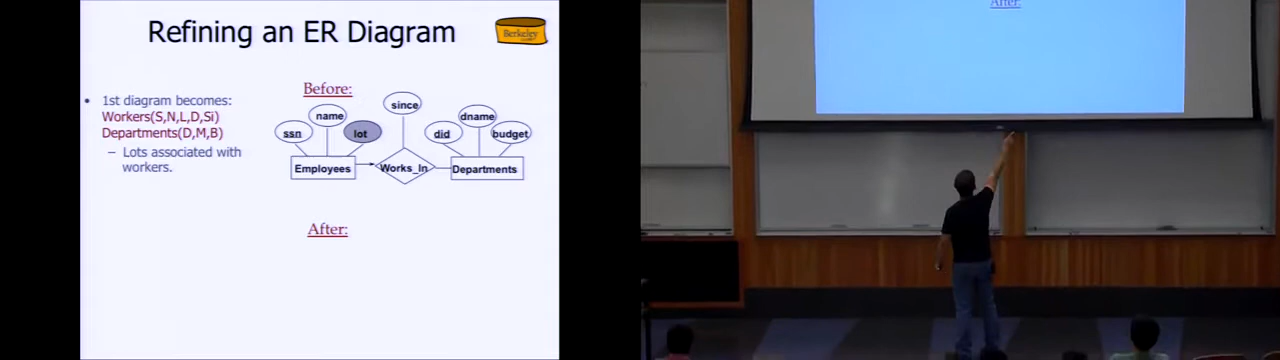 Refining an ER Diagram
Berkeley
• 1st diagram becomes:
Workers(S,N,L,D,Si)
Departments(D,M,B)
– Lots associated with
workers.
Before:
since
name
dname
ssn
lot
did
budget
Employees
Works_In
Departments
After:
After: